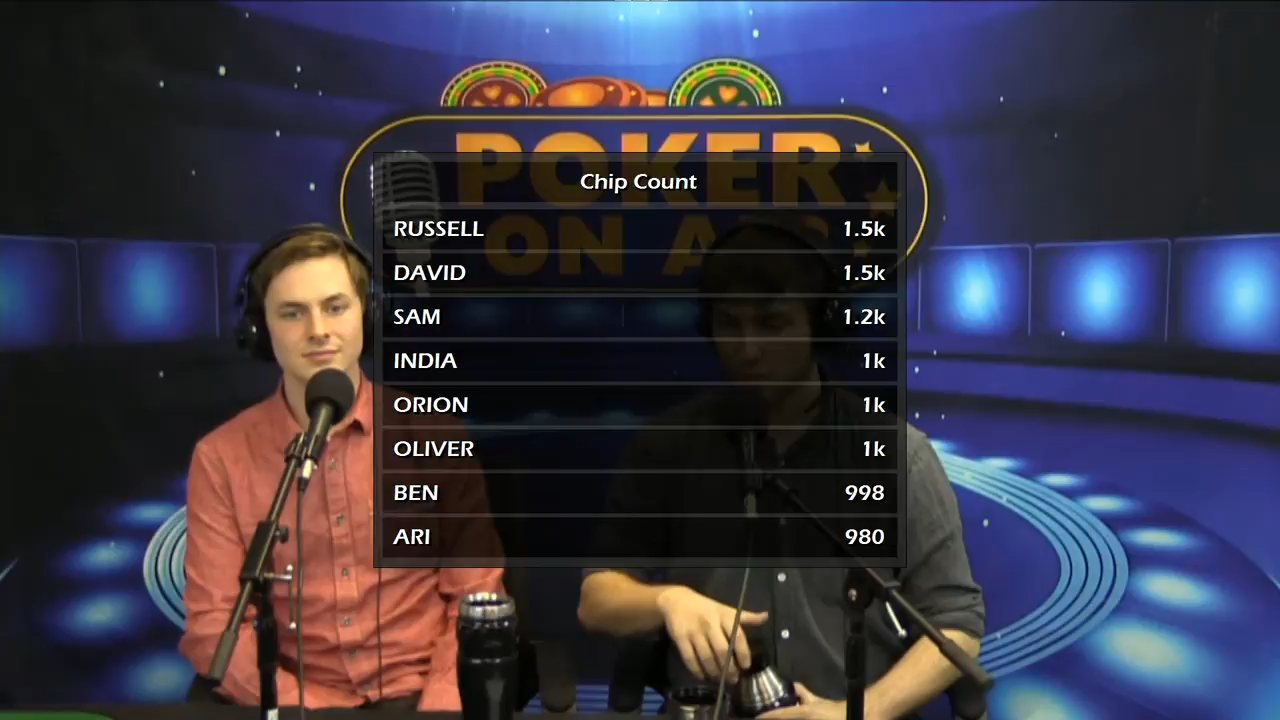 POKER
ON A
Chip Count
RUSSELL 1.5k
DAVID 1.5k
SAM 1.2k
INDIA 1k
ORION 1k
OLIVER 1k
BEN 998
ARI 980